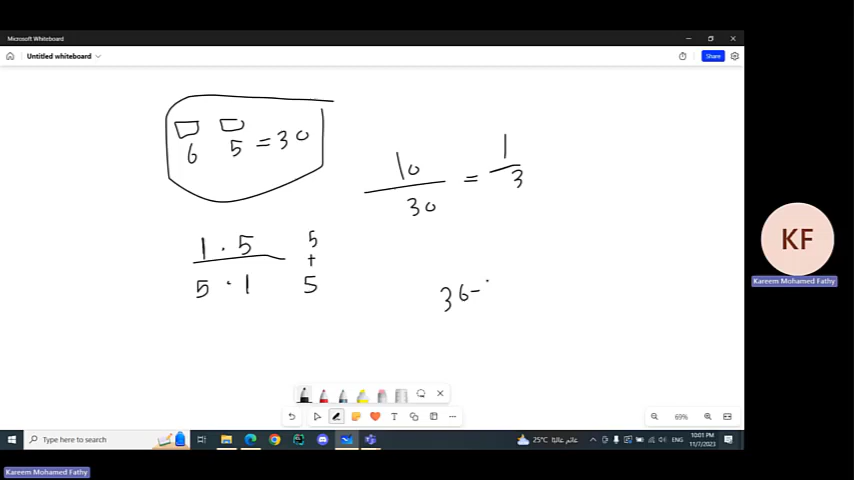 Microsoft Whiteboard
Untitled whiteboard
Share
6 5 = 30
10
30
=
1
3
1 . 5
5 . 1
5
+
5
36-
KF
Kareem Mohamed Fathy
69%
Type here to search
25°C غائم غالبًا
ENG
10:01 PM
11/7/2023
Kareem Mohamed Fathy